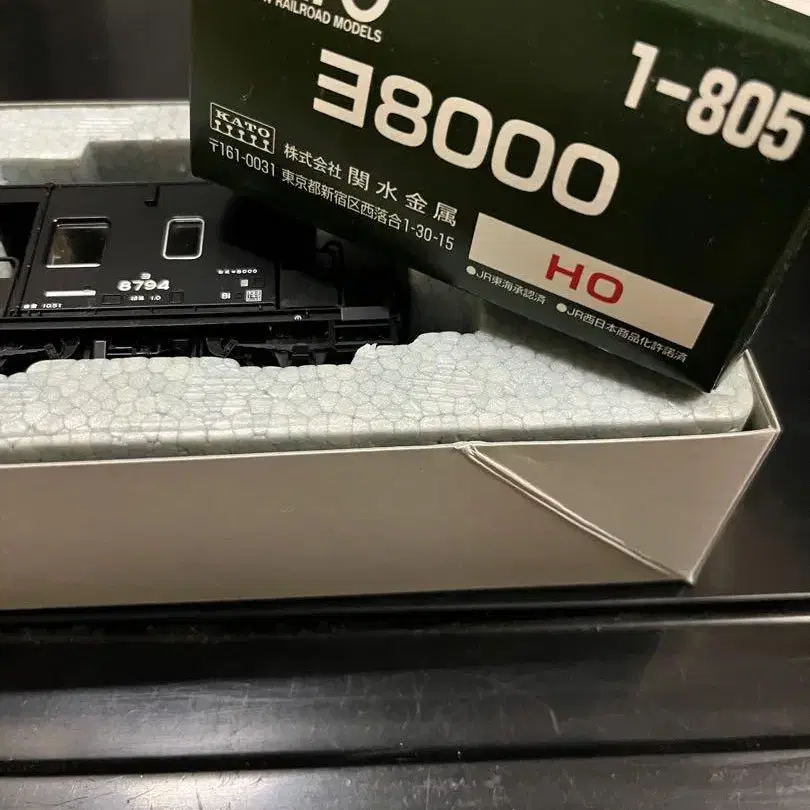 RAILROAD MODELS
ヨ8000
1-805
KATO
株式会社 関水金属
〒161-0031 東京都新宿区西落合1-30-15
HO
●JR東海承認済 ●JR西日本商品化許諾済
ヨ
8794